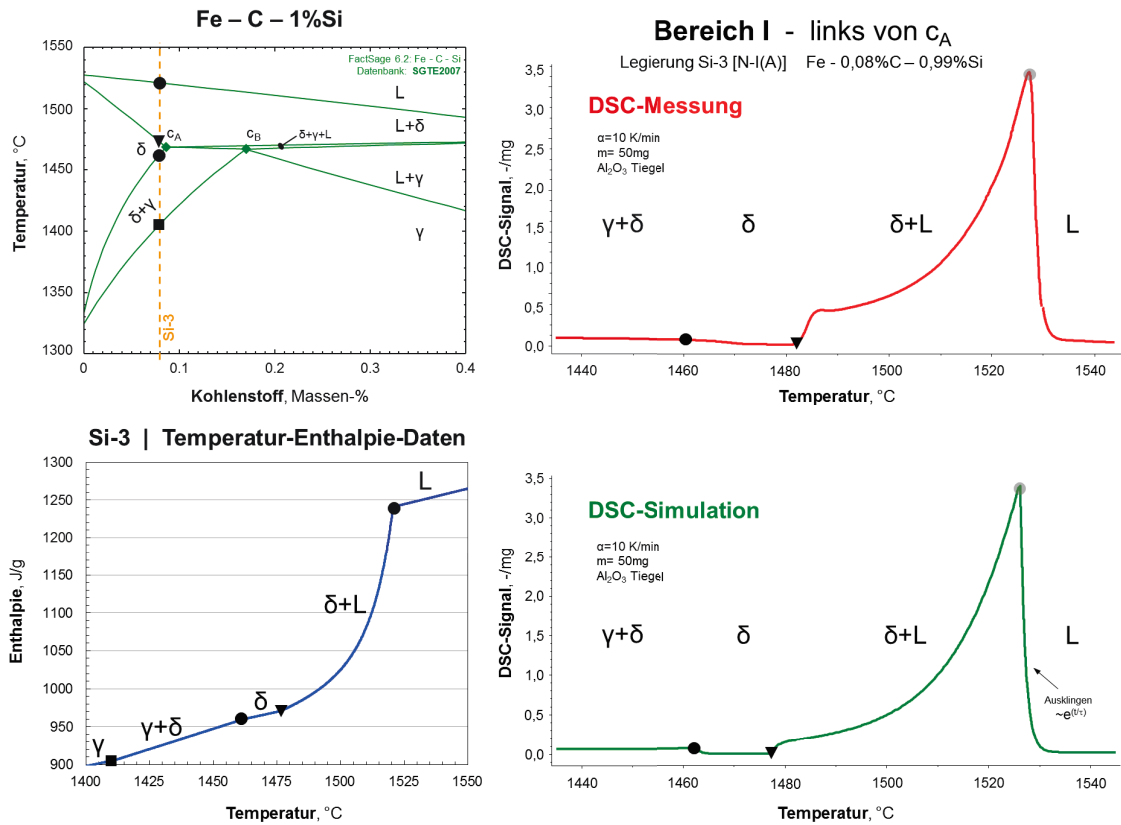 Fe – C – 1%Si
FactSage 6.2: Fe - C - Si
Datenbank: SGTE2007
1550
1500
1450
1400
1350
1300
Temperatur, °C
L
L+δ
cA
cB
δ+γ+L
δ
δ+γ
L+γ
γ
Si-3
0
0.1
0.2
0.3
0.4
Kohlenstoff, Massen-%
Bereich I - links von cA
Legierung Si-3 [N-I(A)] Fe - 0,08%C – 0,99%Si
DSC-Messung
α=10 K/min
m= 50mg
Al₂O₃ Tiegel
3,5
3,0
2,5
2,0
1,5
1,0
0,5
0,0
DSC-Signal, -/mg
γ+δ
δ
δ+L
L
1440
1460
1480
1500
1520
1540
Temperatur, °C
Si-3 | Temperatur-Enthalpie-Daten
1300
1250
1200
1150
1100
1050
1000
950
900
Enthalpie, J/g
L
δ+L
δ
γ+δ
γ
1400
1425
1450
1475
1500
1525
1550
Temperatur, °C
DSC-Simulation
α=10 K/min
m= 50mg
Al₂O₃ Tiegel
3,5
3,0
2,5
2,0
1,5
1,0
0,5
0,0
DSC-Signal, -/mg
γ+δ
δ
δ+L
L
Ausklingen
~e(t/τ)
1440
1460
1480
1500
1520
1540
Temperatur, °C